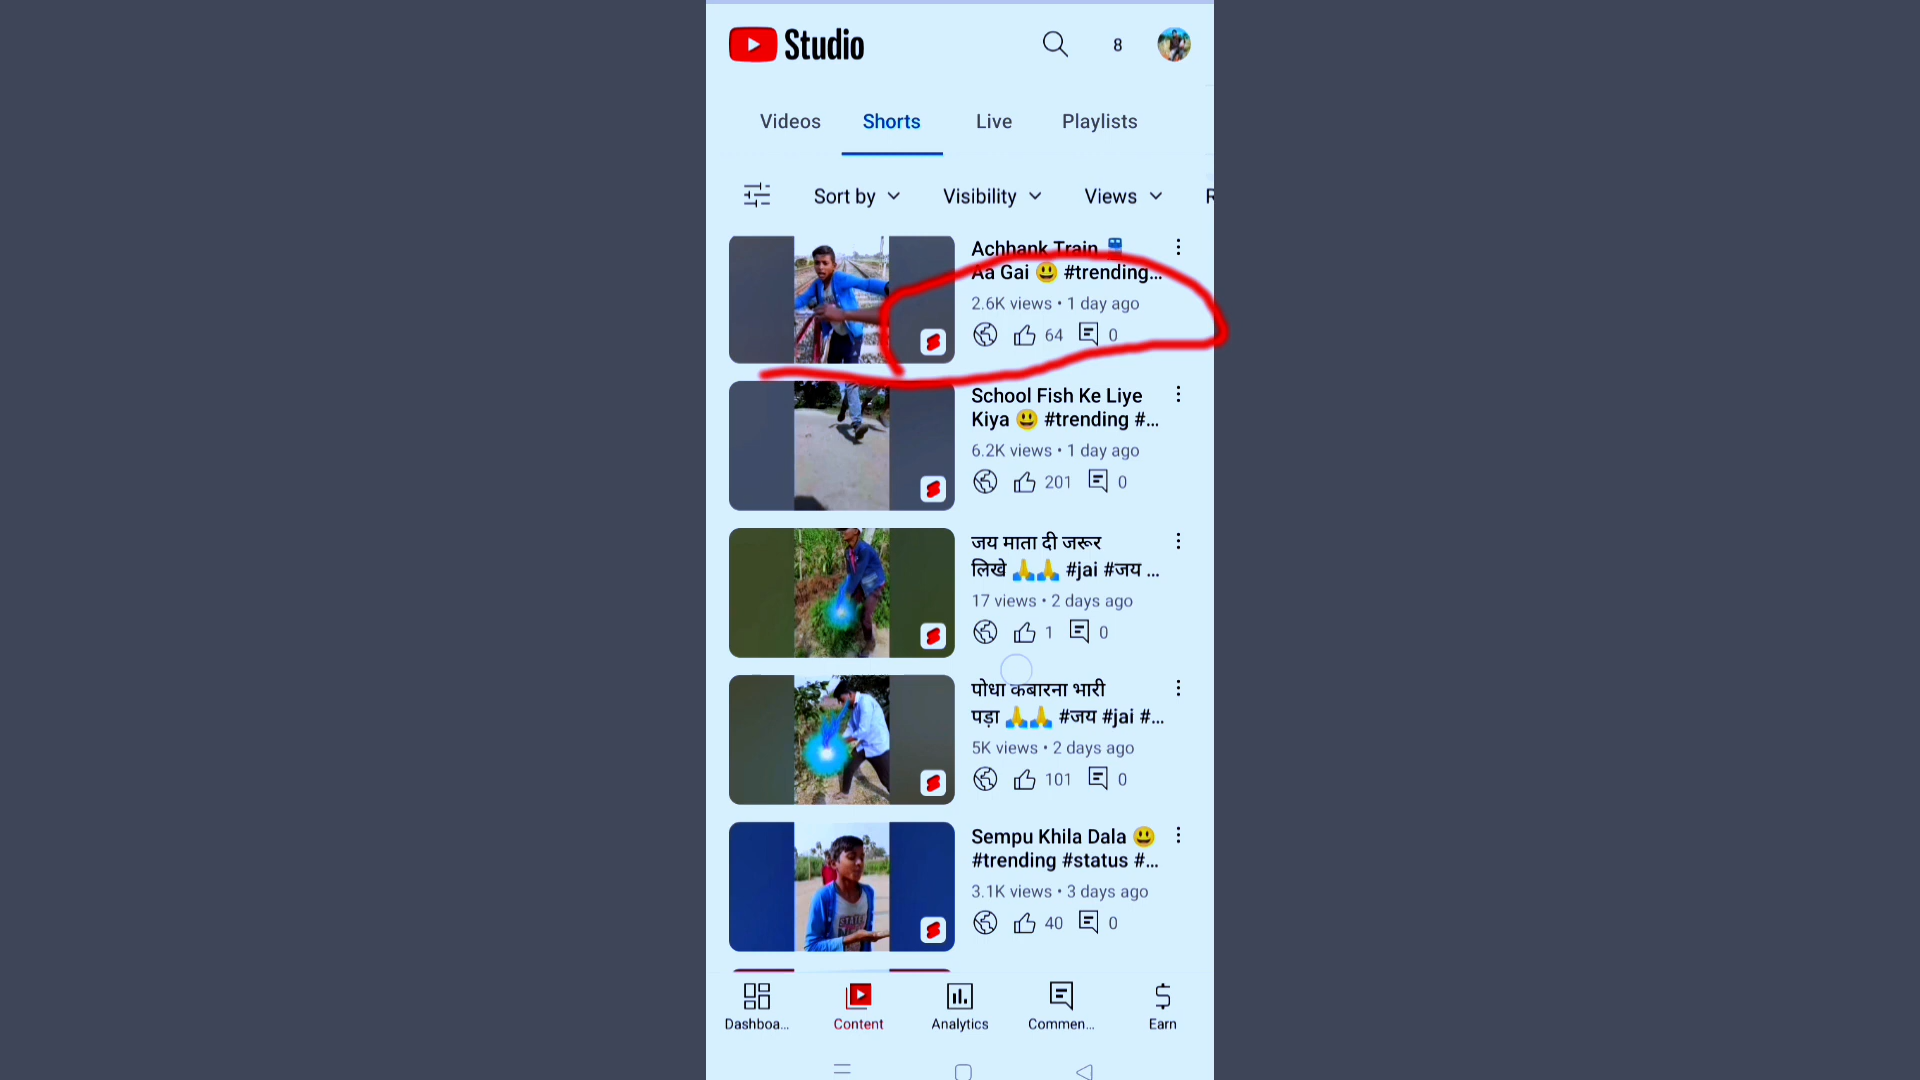 Studio
8
Videos Shorts Live Playlists
Sort by Visibility Views R
Achhank Train 🚆
Aa Gai 😃 #trending...
2.6K views • 1 day ago
64 0
School Fish Ke Liye
Kiya 😃 #trending #...
6.2K views • 1 day ago
201 0
जय माता दी जरूर
लिखे 🙏🙏 #jai #जय ...
17 views • 2 days ago
1 0
पोधा कबारना भारी
पड़ा 🙏🙏 #जय #jai #...
5K views • 2 days ago
101 0
Sempu Khila Dala 😃
#trending #status #...
3.1K views • 3 days ago
40 0
Dashboa... Content Analytics Commen... Earn